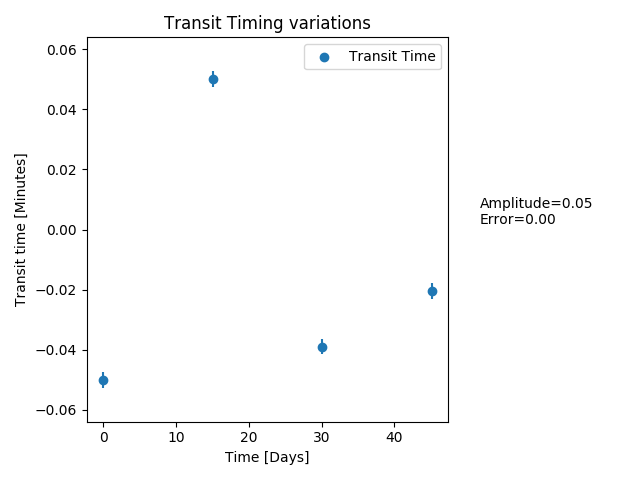 Transit Timing variations
Transit Time
0.06
0.04
0.02
0.00
−0.02
−0.04
−0.06
Transit time [Minutes]
0
10
20
30
40
Time [Days]
Amplitude=0.05
Error=0.00